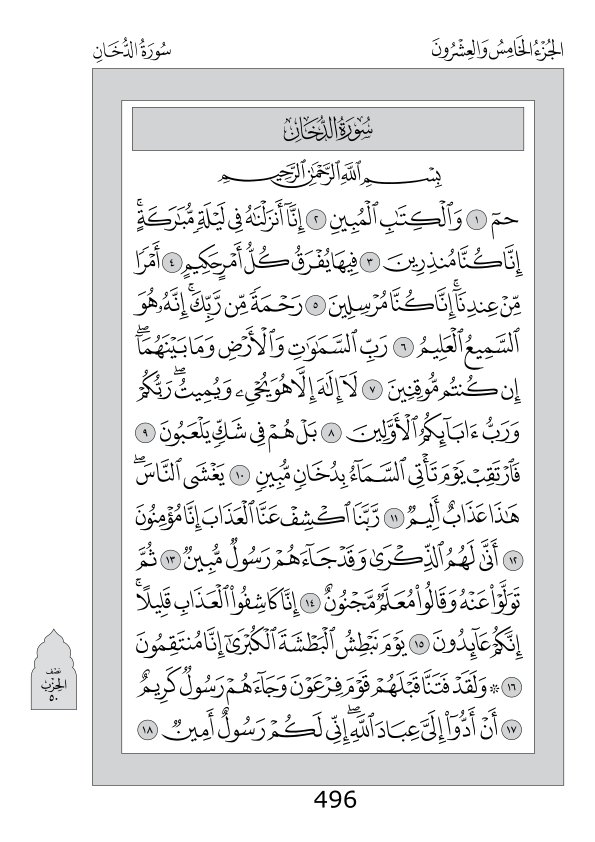 الجُزْءُ الخَامِسُ وَالعِشْرُونَ
سُورَةُ الدُّخَانِ
سُورَةُ الدُّخَانِ
بِسْمِ ٱللَّهِ ٱلرَّحْمَٰنِ ٱلرَّحِيمِ
حمٓ ١ وَٱلْكِتَٰبِ ٱلْمُبِينِ ٢ إِنَّآ أَنزَلْنَٰهُ فِى لَيْلَةٍ مُّبَٰرَكَةٍ ۚ
إِنَّا كُنَّا مُنذِرِينَ ٣ فِيهَا يُفْرَقُ كُلُّ أَمْرٍ حَكِيمٍ ٤ أَمْرًا
مِّنْ عِندِنَآ ۚ إِنَّا كُنَّا مُرْسِلِينَ ٥ رَحْمَةً مِّن رَّبِّكَ ۚ إِنَّهُۥ هُوَ
ٱلسَّمِيعُ ٱلْعَلِيمُ ٦ رَبِّ ٱلسَّمَٰوَٰتِ وَٱلْأَرْضِ وَمَا بَيْنَهُمَآ ۖ
إِن كُنتُم مُّوقِنِينَ ٧ لَآ إِلَٰهَ إِلَّا هُوَ يُحْىِۦ وَيُمِيتُ ۖ رَبُّكُمْ
وَرَبُّ ءَابَآئِكُمُ ٱلْأَوَّلِينَ ٨ بَلْ هُمْ فِى شَكٍّ يَلْعَبُونَ ٩
فَٱرْتَقِبْ يَوْمَ تَأْتِى ٱلسَّمَآءُ بِدُخَانٍ مُّبِينٍ ١٠ يَغْشَى ٱلنَّاسَ ۖ
هَٰذَا عَذَابٌ أَلِيمٌ ١١ رَّبَّنَا ٱكْشِفْ عَنَّا ٱلْعَذَابَ إِنَّا مُؤْمِنُونَ
١٢ أَنَّىٰ لَهُمُ ٱلذِّكْرَىٰ وَقَدْ جَآءَهُمْ رَسُولٌ مُّبِينٌ ١٣ ثُمَّ
تَوَلَّوْا۟ عَنْهُ وَقَالُوا۟ مُعَلَّمٌ مَّجْنُونٌ ١٤ إِنَّا كَاشِفُوا۟ ٱلْعَذَابِ قَلِيلًا ۚ
إِنَّكُمْ عَآئِدُونَ ١٥ يَوْمَ نَبْطِشُ ٱلْبَطْشَةَ ٱلْكُبْرَىٰٓ إِنَّا مُنتَقِمُونَ
١٦ ۞ وَلَقَدْ فَتَنَّا قَبْلَهُمْ قَوْمَ فِرْعَوْنَ وَجَآءَهُمْ رَسُولٌ كَرِيمٌ
١٧ أَنْ أَدُّوٓا۟ إِلَىَّ عِبَادَ ٱللَّهِ ۖ إِنِّى لَكُمْ رَسُولٌ أَمِينٌ ١٨
نصف
الحزب
٥٠
496